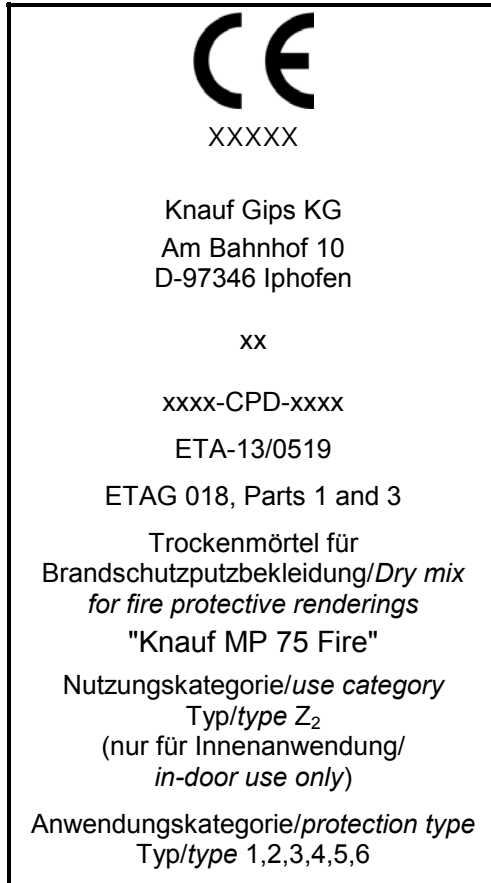 CE
XXXXX
Knauf Gips KG
Am Bahnhof 10
D-97346 Iphofen
xx
xxxx-CPD-xxxx
ETA-13/0519
ETAG 018, Parts 1 and 3
Trockenmörtel für
Brandschutzputzbekleidung/Dry mix
for fire protective renderings
"Knauf MP 75 Fire"
Nutzungskategorie/use category
Typ/type Z₂
(nur für Innenanwendung/
in-door use only)
Anwendungskategorie/protection type
Typ/type 1,2,3,4,5,6